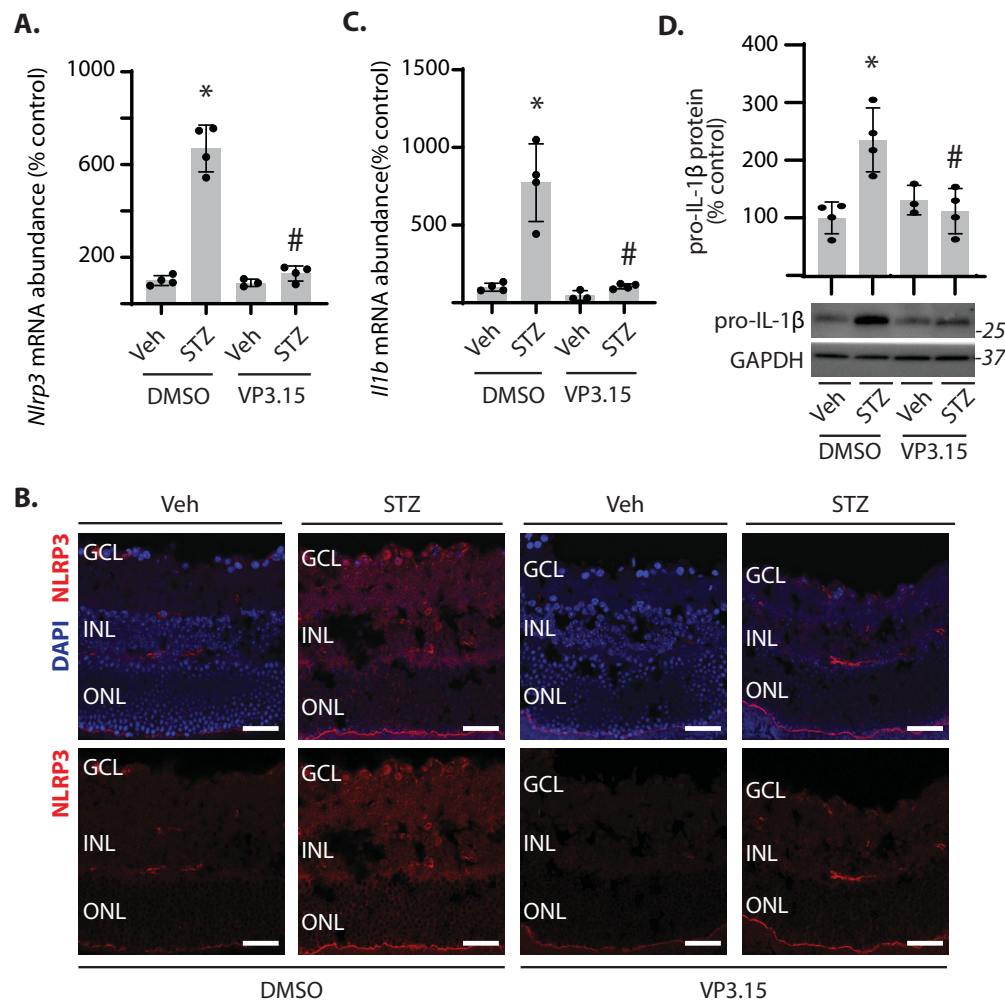 A.
Nlrp3 mRNA abundance (% control)
1000
600
200
*
#
Veh
STZ
Veh
STZ
DMSO
VP3.15
C.
Il1b mRNA abundance(% control)
1500
1000
500
*
#
Veh
STZ
Veh
STZ
DMSO
VP3.15
D.
pro-IL-1β protein
(% control)
400
300
200
100
*
#
pro-IL-1β
-25
GAPDH
-37
Veh
STZ
Veh
STZ
DMSO
VP3.15
B.
Veh
STZ
Veh
STZ
DAPI NLRP3
GCL
INL
ONL
GCL
INL
ONL
GCL
INL
ONL
GCL
INL
ONL
NLRP3
GCL
INL
ONL
GCL
INL
ONL
GCL
INL
ONL
GCL
INL
ONL
DMSO
VP3.15